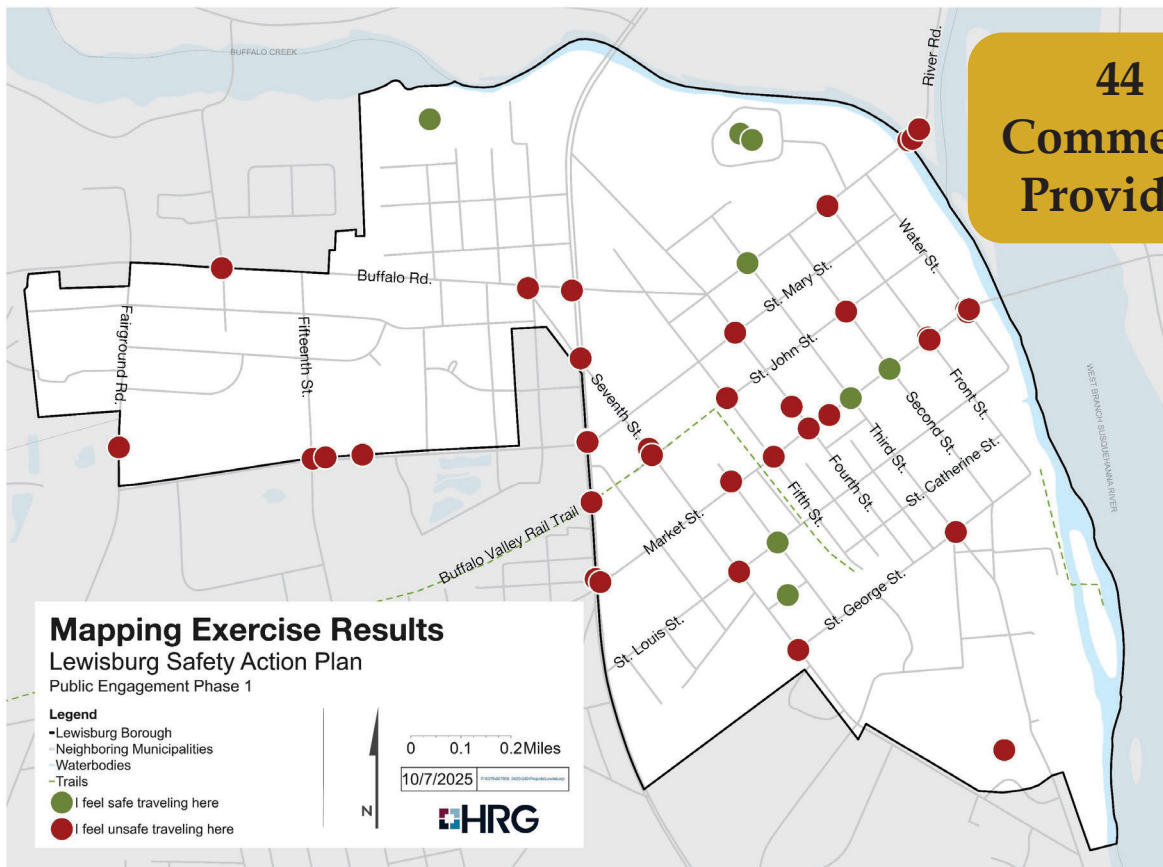 BUFFALO CREEK
River Rd.
44
Comme
Provid
Water St.
Buffalo Rd.
St. Mary St.
Fairground Rd.
Fifteenth St.
St. John St.
Seventh St.
Front St.
Second St.
WEST BRANCH SUSQUEHANNA RIVER
Third St.
St. Catherine St.
Fourth St.
Fifth St.
Market St.
Buffalo Valley Rail Trail
St. George St.
St. Louis St.
Mapping Exercise Results
Lewisburg Safety Action Plan
Public Engagement Phase 1
Legend
Lewisburg Borough
Neighboring Municipalities
Waterbodies
Trails
I feel safe traveling here
I feel unsafe traveling here
N
0 0.1 0.2Miles
10/7/2025
HRG